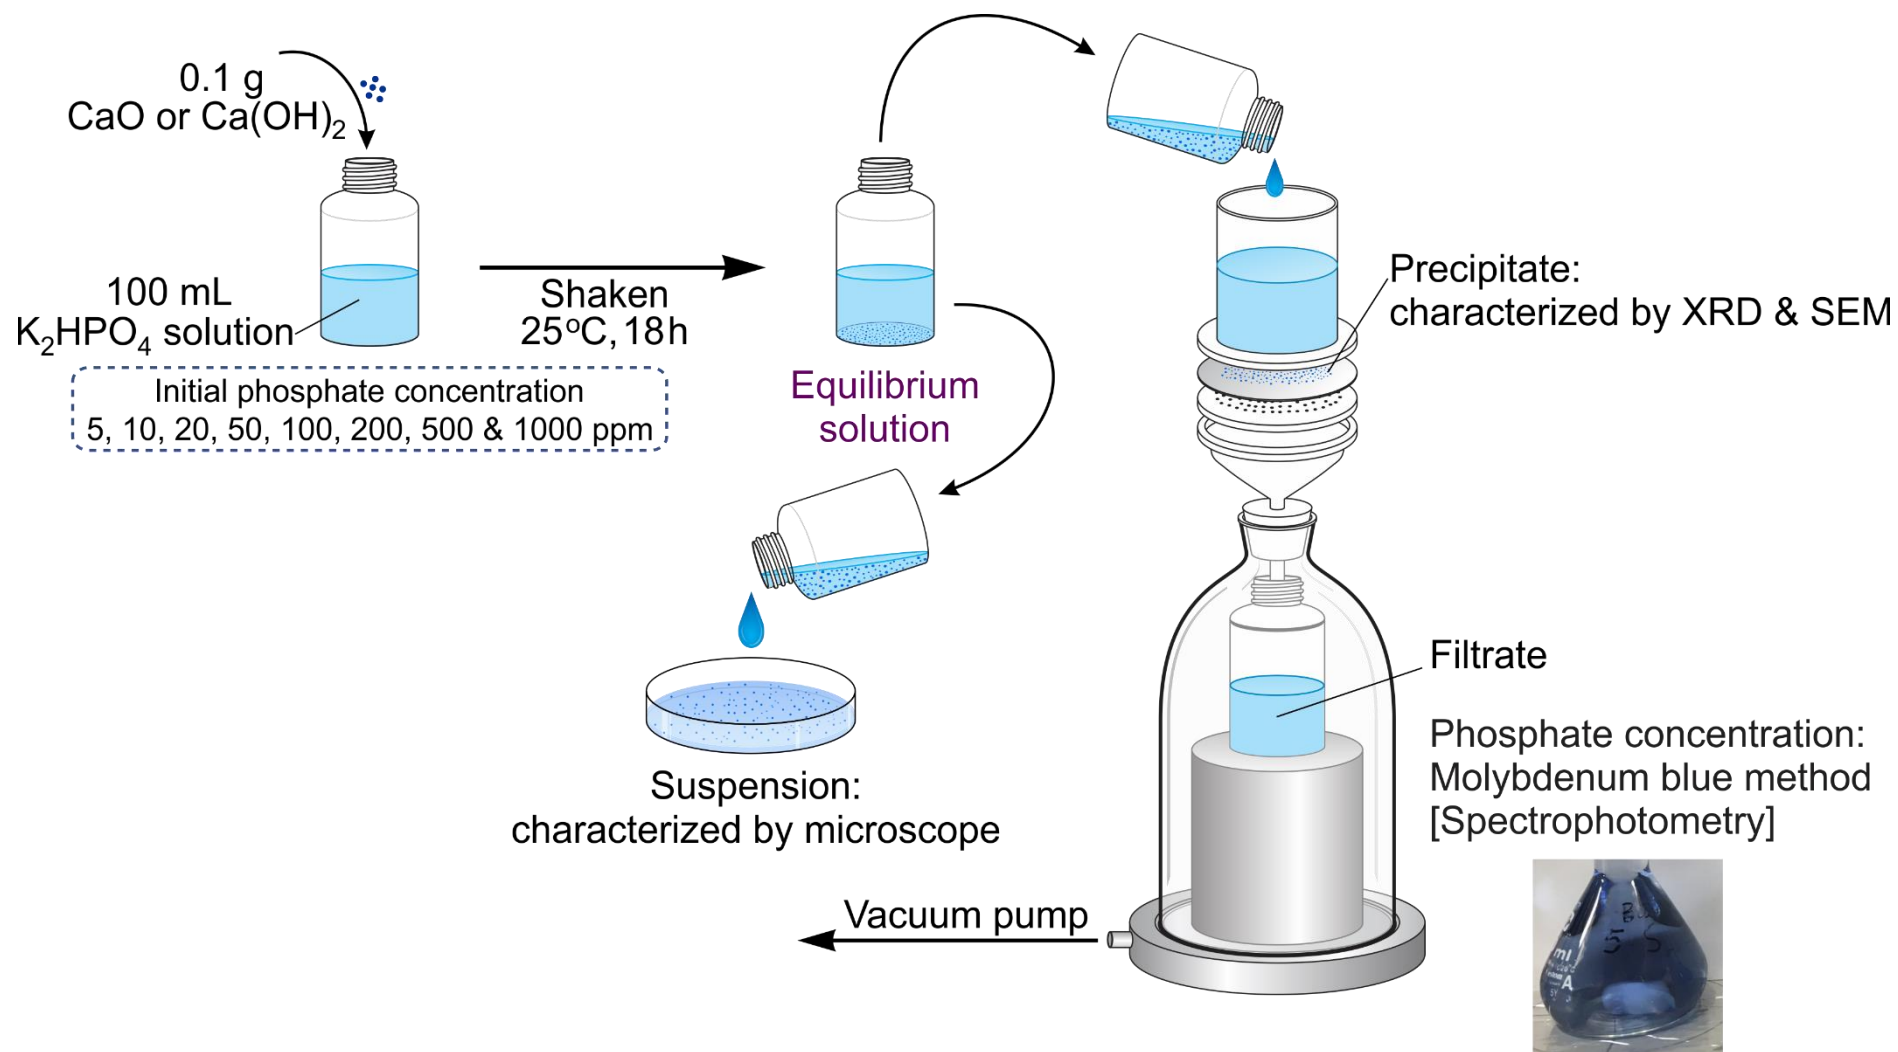 0.1 g
CaO or Ca(OH)₂
100 mL
K₂HPO₄ solution
Initial phosphate concentration
5, 10, 20, 50, 100, 200, 500 & 1000 ppm
Shaken
25°C, 18h
Equilibrium
solution
Suspension:
characterized by microscope
Precipitate:
characterized by XRD & SEM
Filtrate
Phosphate concentration:
Molybdenum blue method
[Spectrophotometry]
Vacuum pump
ml
A